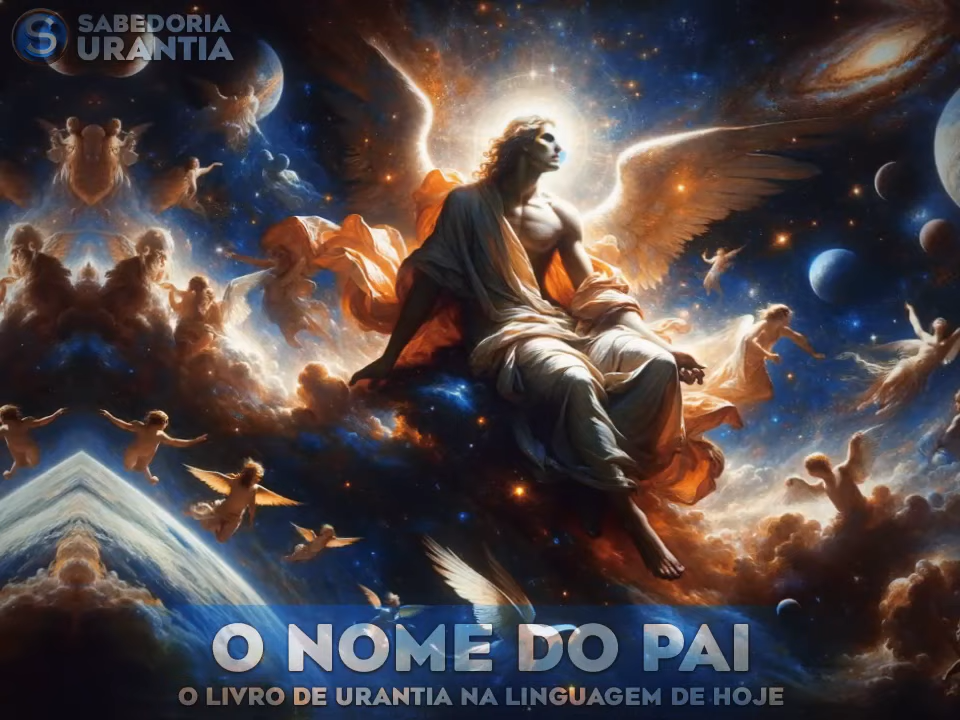 SABEDORIA
URANTIA
O NOME DO PAI
O LIVRO DE URANTIA NA LINGUAGEM DE HOJE